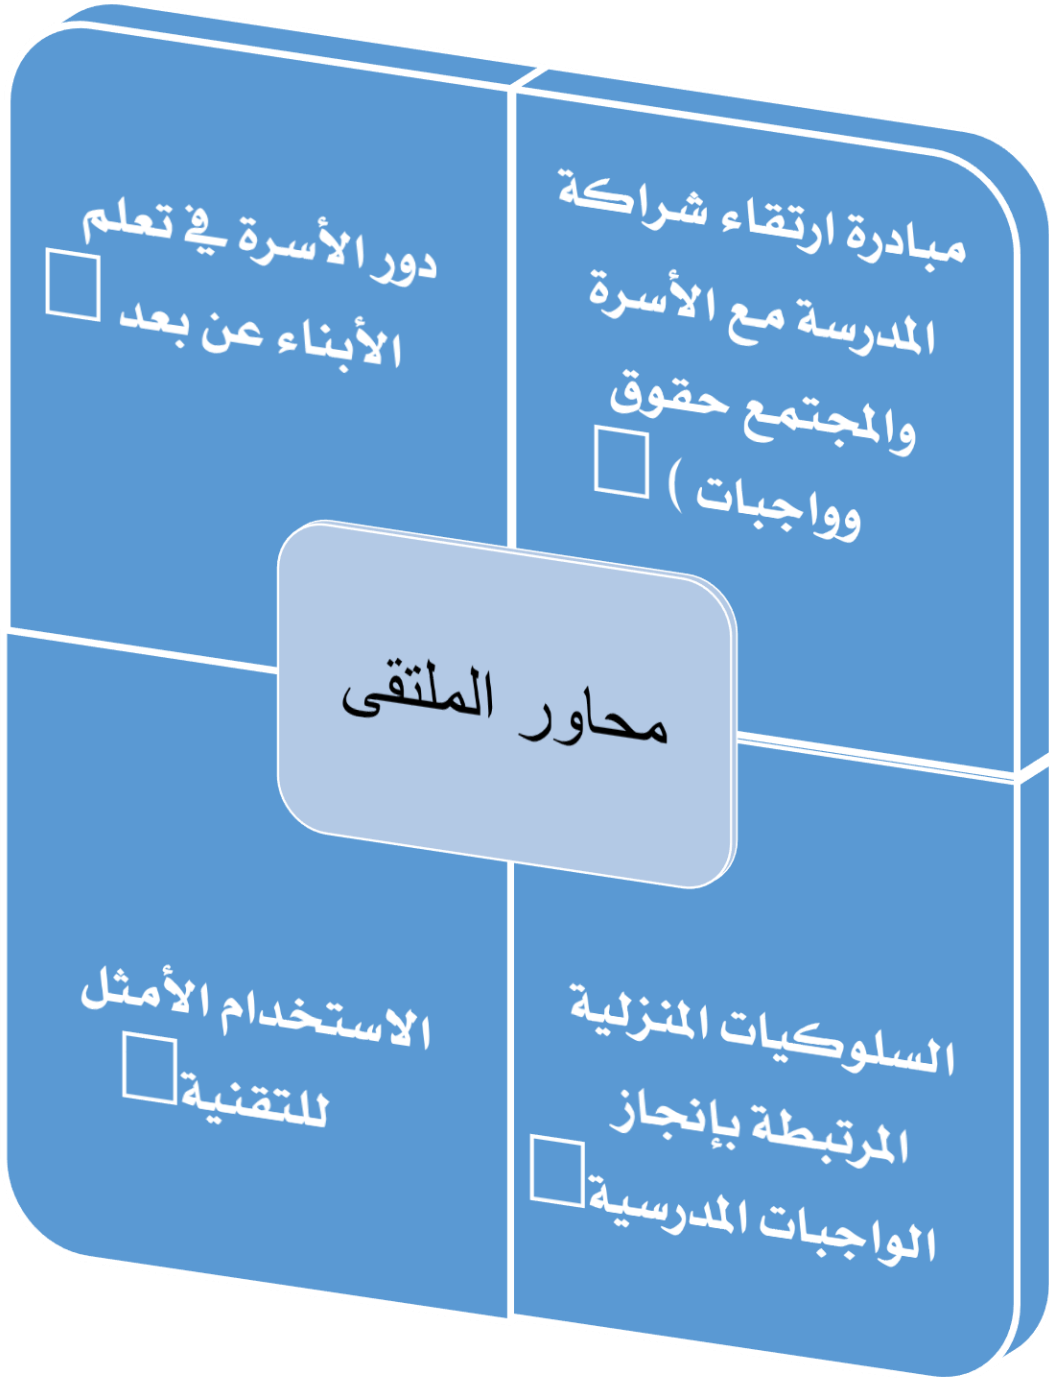 مبادرة ارتقاء شراكة
المدرسة مع الأسرة
والمجتمع حقوق
وواجبات ) □
دور الأسرة في تعلم
الأبناء عن بعد □
محاور الملتقى
السلوكيات المنزلية
المرتبطة بإنجاز
الواجبات المدرسية□
الاستخدام الأمثل
للتقنية□